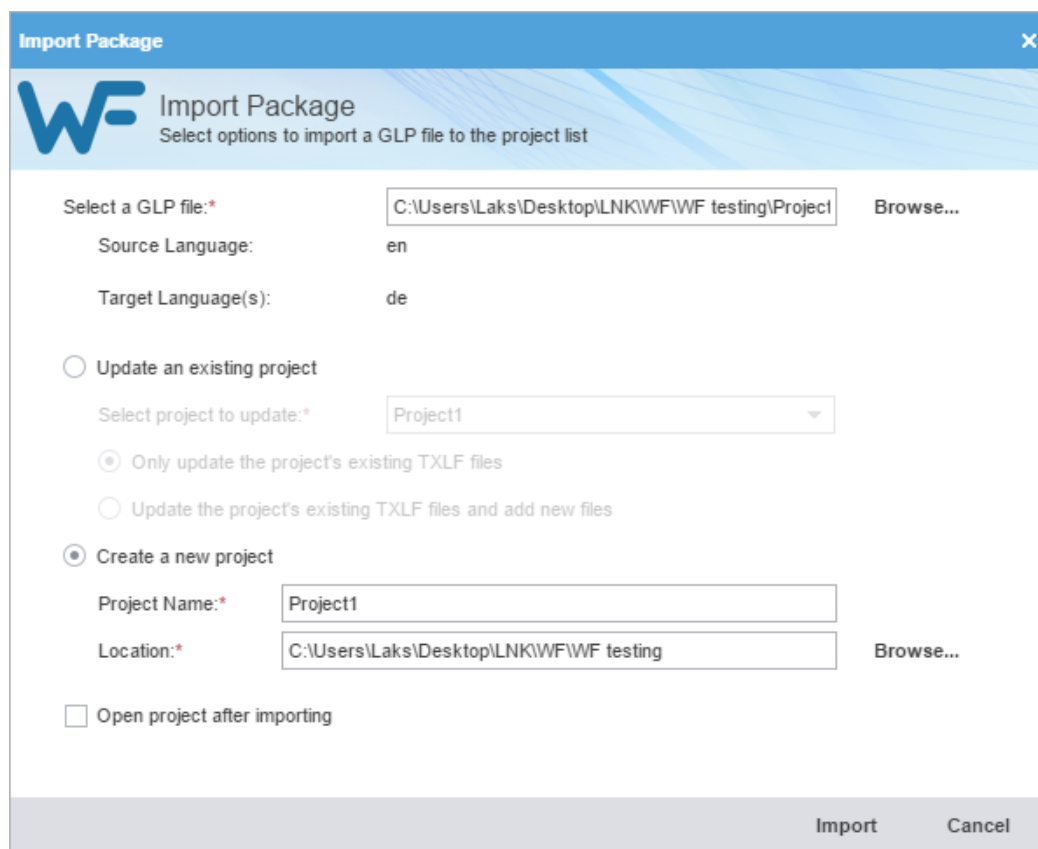 Import Package
WF Import Package
Select options to import a GLP file to the project list
Select a GLP file:* C:\Users\Laks\Desktop\LNK\WF\WF testing\Project Browse...
Source Language: en
Target Language(s): de
Update an existing project
Select project to update:* Project1
Only update the project's existing TXLF files
Update the project's existing TXLF files and add new files
Create a new project
Project Name:* Project1
Location:* C:\Users\Laks\Desktop\LNK\WF\WF testing Browse...
Open project after importing
Import Cancel